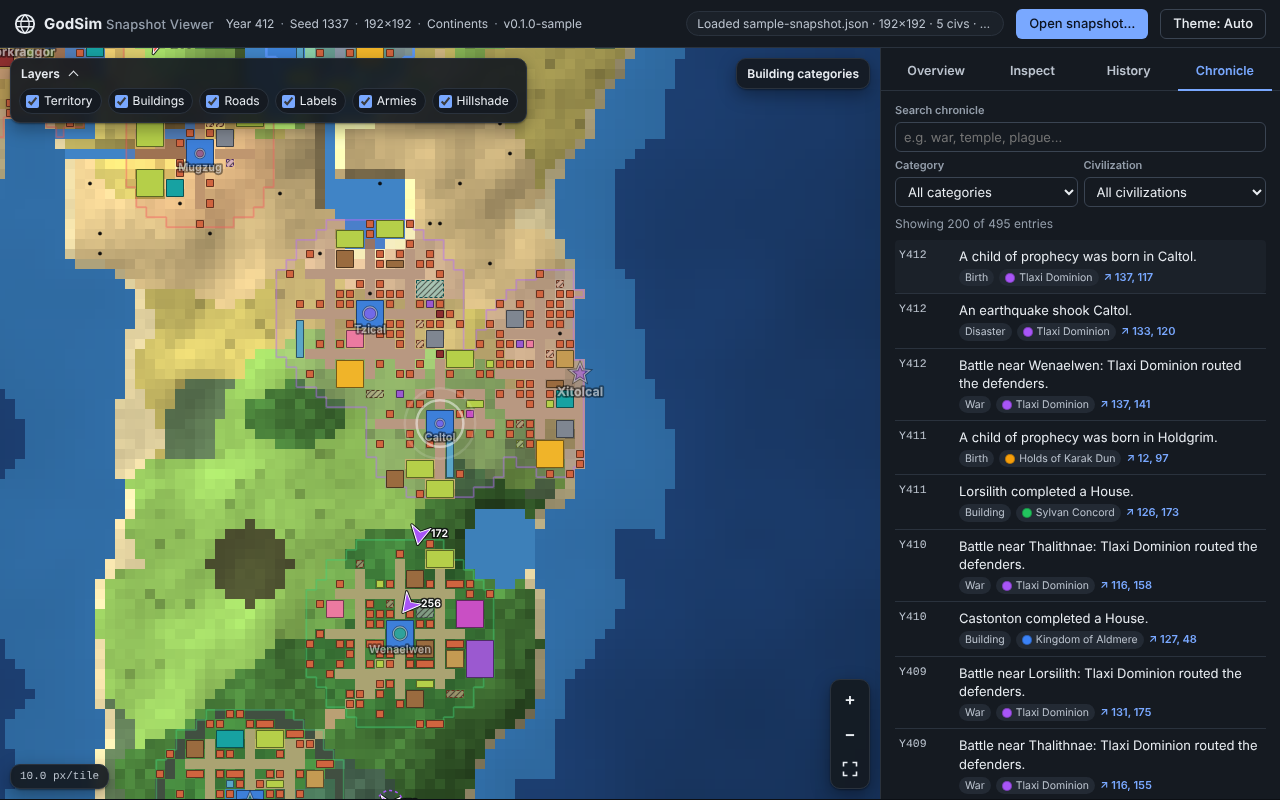 GodSim Snapshot Viewer Year 412 · Seed 1337 · 192×192 · Continents · v0.1.0-sample
Loaded sample-snapshot.json · 192×192 · 5 civs · ...
Open snapshot...
Theme: Auto
Layers
Territory Buildings Roads Labels Armies Hillshade
Building categories
Mugzug
Tzical
Xitolcal
Caltol
172
256
Wenaelwen
10.0 px/tile
+
−
Overview Inspect History Chronicle
Search chronicle
e.g. war, temple, plague...
Category Civilization
All categories All civilizations
Showing 200 of 495 entries
Y412 A child of prophecy was born in Caltol.
Birth Tlaxi Dominion ↗ 137, 117
Y412 An earthquake shook Caltol.
Disaster Tlaxi Dominion ↗ 133, 120
Y412 Battle near Wenaelwen: Tlaxi Dominion routed
the defenders.
War Tlaxi Dominion ↗ 137, 141
Y411 A child of prophecy was born in Holdgrim.
Birth Holds of Karak Dun ↗ 12, 97
Y411 Lorsilith completed a House.
Building Sylvan Concord ↗ 126, 173
Y410 Battle near Thalithnae: Tlaxi Dominion routed the
defenders.
War Tlaxi Dominion ↗ 116, 158
Y410 Castonton completed a House.
Building Kingdom of Aldmere ↗ 127, 48
Y409 Battle near Lorsilith: Tlaxi Dominion routed the
defenders.
War Tlaxi Dominion ↗ 131, 175
Y409 Battle near Thalithnae: Tlaxi Dominion routed the
defenders.
War Tlaxi Dominion ↗ 116, 155